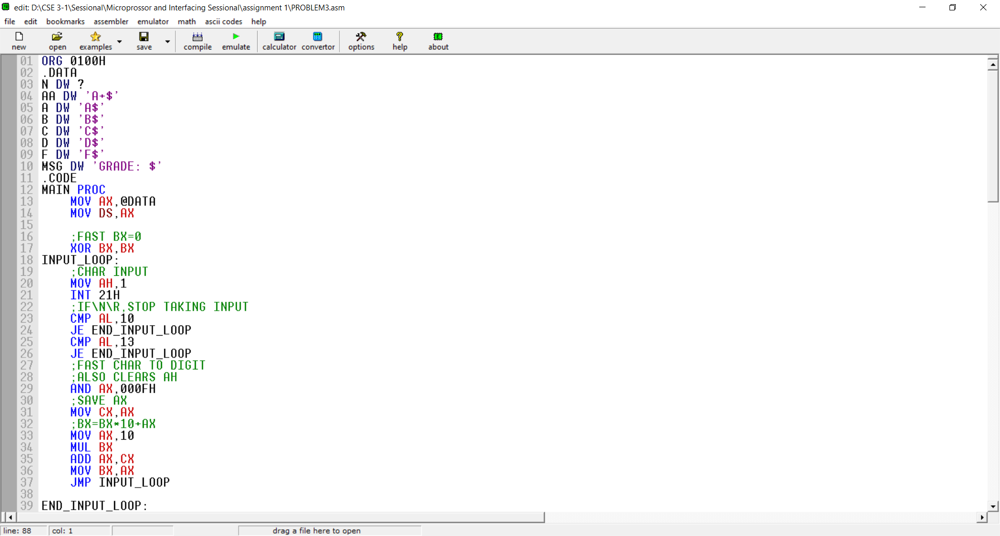 edit: D:\CSE 3-1\Sessional\Microprossor and Interfacing Sessional\assignment 1\PROBLEM3.asm
file edit bookmarks assembler emulator math ascii codes help
new open examples save compile emulate calculator convertor options help about
01 ORG 0100H
02 .DATA
03 N DW ?
04 AA DW 'A+$'
05 A DW 'A$'
06 B DW 'B$'
07 C DW 'C$'
08 D DW 'D$'
09 F DW 'F$'
10 MSG DW 'GRADE: $'
11 .CODE
12 MAIN PROC
13 MOV AX,@DATA
14 MOV DS,AX
15
16 ;FAST BX=0
17 XOR BX,BX
18 INPUT_LOOP:
19 ;CHAR INPUT
20 MOV AH,1
21 INT 21H
22 ;IF\N\R,STOP TAKING INPUT
23 CMP AL,10
24 JE END_INPUT_LOOP
25 CMP AL,13
26 JE END_INPUT_LOOP
27 ;FAST CHAR TO DIGIT
28 ;ALSO CLEARS AH
29 AND AX,000FH
30 ;SAVE AX
31 MOV CX,AX
32 ;BX=BX*10+AX
33 MOV AX,10
34 MUL BX
35 ADD AX,CX
36 MOV BX,AX
37 JMP INPUT_LOOP
38
39 END_INPUT_LOOP:
line: 88 col: 1 drag a file here to open